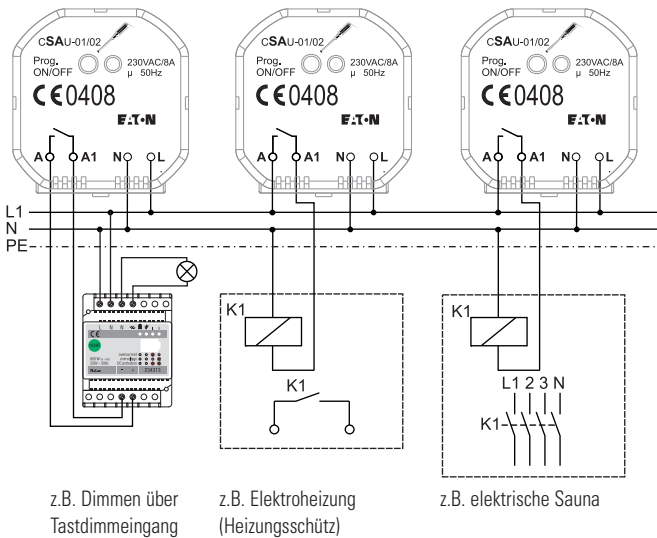 CSAU-01/02
Prog. ON/OFF
230VAC/8A
µ 50Hz
CE0408
EATON
A A1 N L
CSAU-01/02
Prog. ON/OFF
230VAC/8A
µ 50Hz
CE0408
EATON
A A1 N L
CSAU-01/02
Prog. ON/OFF
230VAC/8A
µ 50Hz
CE0408
EATON
A A1 N L
L1
N
PE
L N N
CE
234313
K1
K1
K1
L1 2 3 N
K1
z.B. Dimmen über
Tastdimmeingang
z.B. Elektroheizung
(Heizungsschütz)
z.B. elektrische Sauna